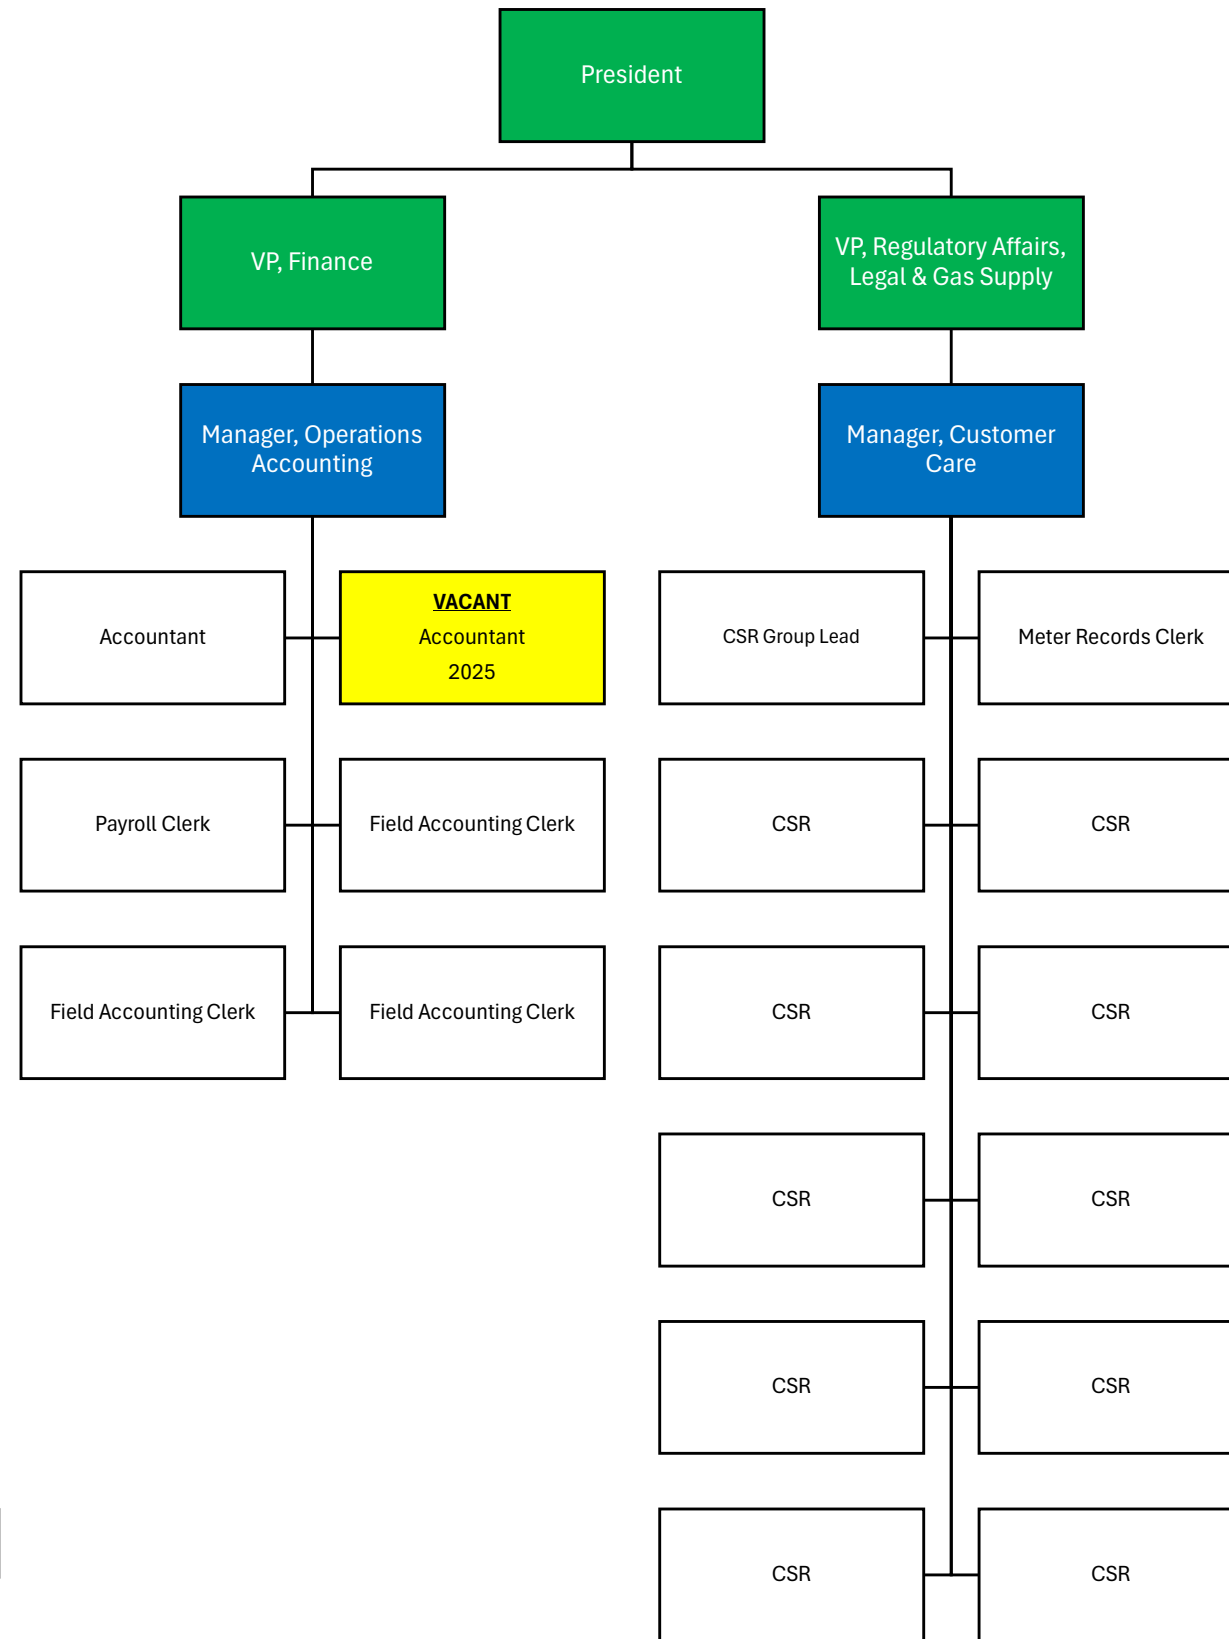 President
VP, Finance
VP, Regulatory Affairs,
Legal & Gas Supply
Manager, Operations
Accounting
Manager, Customer
Care
Accountant
VACANT
Accountant
2025
CSR Group Lead
Meter Records Clerk
Payroll Clerk
Field Accounting Clerk
CSR
CSR
Field Accounting Clerk
Field Accounting Clerk
CSR
CSR
CSR
CSR
CSR
CSR
CSR
CSR